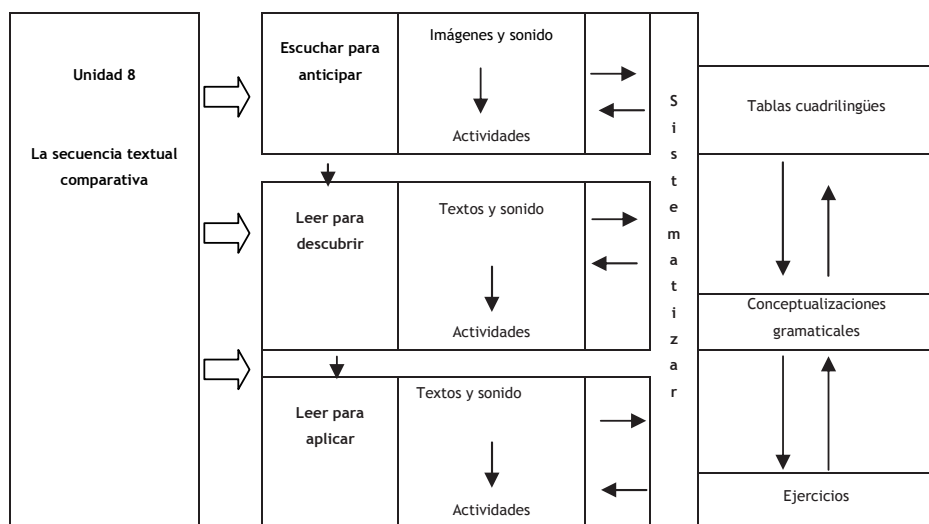 Unidad 8
La secuencia textual
comparativa
Escuchar para
anticipar
Imágenes y sonido
Actividades
Leer para
descubrir
Textos y sonido
Actividades
Leer para
aplicar
Textos y sonido
Actividades
S
i
s
t
e
m
a
t
i
z
a
r
Tablas cuadrilingües
Conceptualizaciones
gramaticales
Ejercicios